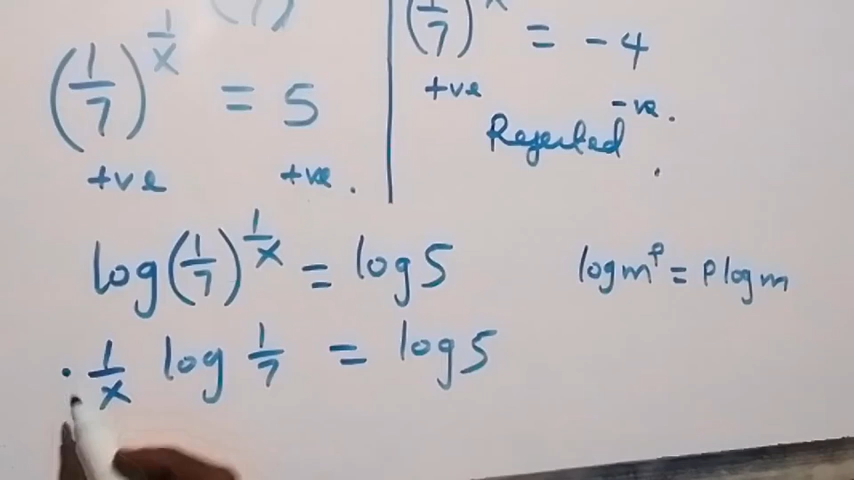 (1/7)^(1/x) = 5
+ve +ve .
(1/7)^x = -4
+ve -ve .
Rejected .
log(1/7)^(1/x) = log5
log m^p = p log m
. 1/x log 1/7 = log5